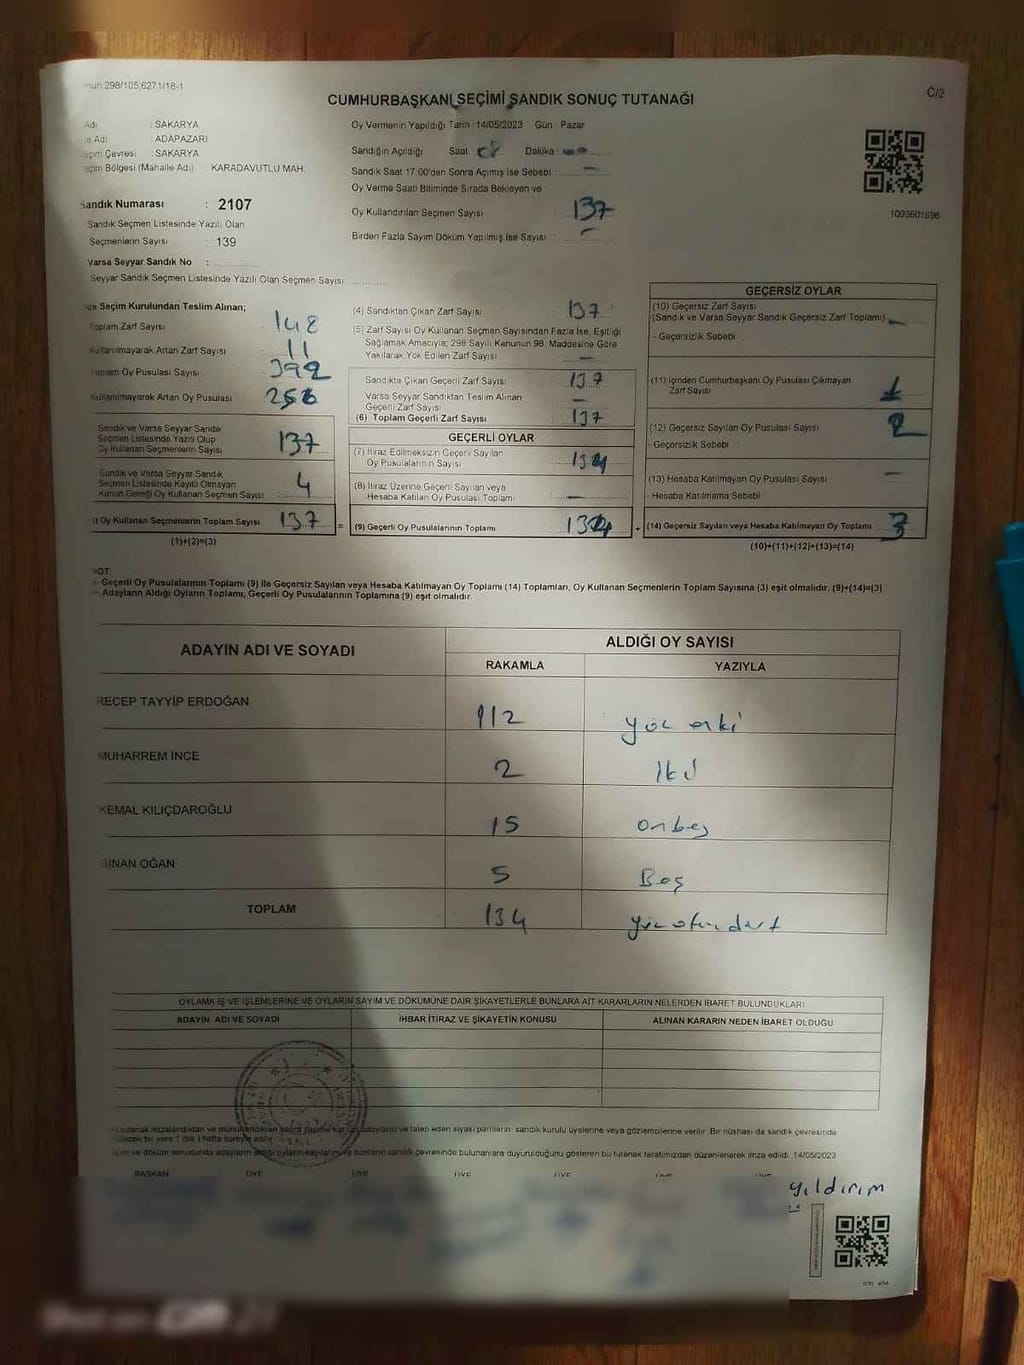 298/105,6271/18-1
C/2
CUMHURBAŞKANI SEÇİMİ SANDIK SONUÇ TUTANAĞI
Adı : SAKARYA
Adı : ADAPAZARI
Çevresi : SAKARYA
Bölgesi (Mahalle Adı) : KARADAVUTLU MAH.
Sandık Numarası : 2107
Sandık Seçmen Listesinde Yazılı Olan
Seçmenlerin Sayısı : 139
Varsa Seyyar Sandık No :
Seyyar Sandık Seçmen Listesinde Yazılı Olan Seçmen Sayısı:
Oy Vermenin Yapıldığı Tarih : 14/05/2023 Gün : Pazar
Sandığın Açıldığı Saat 08 Dakika :
Sandık Saat 17:00'den Sonra Açımış İse Sebebi : –
Oy Verme Saati Bitiminde Sırada Bekleyen ve
Oy Kullandırılan Seçmen Sayısı : 137
Birden Fazla Sayım Döküm Yapılmış İse Sayısı : –
1093601698
Seçim Kurulundan Teslim Alınan;
Toplam Zarf Sayısı 148
Kullanılmayarak Artan Zarf Sayısı 11
Toplam Oy Pusulası Sayısı 392
Kullanılmayarak Artan Oy Pusulası
Sandık ve Varsa Seyyar Sandık
Seçmen Listesinde Yazılı Olup
Oy Kullanan Seçmenlerin Sayısı 137
Sandık ve Varsa Seyyar Sandık
Seçmen Listesinde Kayıtlı Olmayan
Kanun Gereği Oy Kullanan Seçmen Sayısı 4
Oy Kullanan Seçmenlerin Toplam Sayısı 137 =
(1)+(2)=(3)
(4) Sandıktan Çıkan Zarf Sayısı 137
(5) Zarf Sayısı Oy Kullanan Seçmen Sayısından Fazla İse, Eşitliği
Sağlamak Amacıyla; 298 Sayılı Kanunun 98. Maddesine Göre
Yakılarak Yok Edilen Zarf Sayısı –
Sandıkta Çıkan Geçerli Zarf Sayısı 137
Varsa Seyyar Sandıktan Teslim Alınan
Geçerli Zarf Sayısı –
(6) Toplam Geçerli Zarf Sayısı 137
GEÇERLİ OYLAR
(7) İtiraz Edilmeksizin Geçerli Sayılan
Oy Pusulalarının Sayısı 134
(8) İtiraz Üzerine Geçerli Sayılan veya
Hesaba Katılan Oy Pusulası Toplamı –
(9) Geçerli Oy Pusulalarının Toplamı 134 +
GEÇERSİZ OYLAR
(10) Geçersiz Zarf Sayısı
(Sandık ve Varsa Seyyar Sandık Geçersiz Zarf Toplamı) –
- Geçersizlik Sebebi :
(11) İçinden Cumhurbaşkanı Oy Pusulası Çıkmayan
Zarf Sayısı 1
(12) Geçersiz Sayılan Oy Pusulası Sayısı 2
- Geçersizlik Sebebi :
(13) Hesaba Katılmayan Oy Pusulası Sayısı –
- Hesaba Katılmama Sebebi
(14) Geçersiz Sayılan veya Hesaba Katılmayan Oy Toplamı 3
(10)+(11)+(12)+(13)=(14)
NOT
- Geçerli Oy Pusulalarının Toplamı (9) ile Geçersiz Sayılan veya Hesaba Katılmayan Oy Toplamı (14) Toplamları, Oy Kullanan Seçmenlerin Toplam Sayısına (3) eşit olmalıdır. (9)+(14)=(3)
- Adayların Aldığı Oyların Toplamı, Geçerli Oy Pusulalarının Toplamına (9) eşit olmalıdır.
ADAYIN ADI VE SOYADI
ALDIĞI OY SAYISI
RAKAMLA YAZIYLA
RECEP TAYYİP ERDOĞAN 112 yüz oniki
MUHARREM İNCE 2 İki
KEMAL KILIÇDAROĞLU 15 onbeş
SİNAN OĞAN 5 Beş
TOPLAM 134 yüzotuzdört
OYLAMA İŞ VE İŞLEMLERİNE VE OYLARIN SAYIM VE DÖKÜMÜNE DAİR ŞİKAYETLERLE BUNLARA AİT KARARLARIN NELERDEN İBARET BULUNDUKLARI
ADAYIN ADI VE SOYADI İHBAR İTİRAZ VE ŞİKAYETİN KONUSU ALINAN KARARIN NEDEN İBARET OLDUĞU
tutanak imzalandıktan ve mühürlendikten sonra adayların ve talep eden siyasi partilerin sandık kurulu üyelerine veya gözlemcilerine verilir. Bir nüshası da sandık çevresinde
bir yere 1 (bir) hafta süreyle asılır.
ve döküm sonucunda adayların aldığı oyların sayıları ve bunların sandık çevresinde bulunanlara duyurulduğunu gösteren bu tutanak tarafımızdan düzenlenerek imza edildi. 14/05/2023
BAŞKAN ÜYE ÜYE ÜYE ÜYE ÜYE
yıldırım